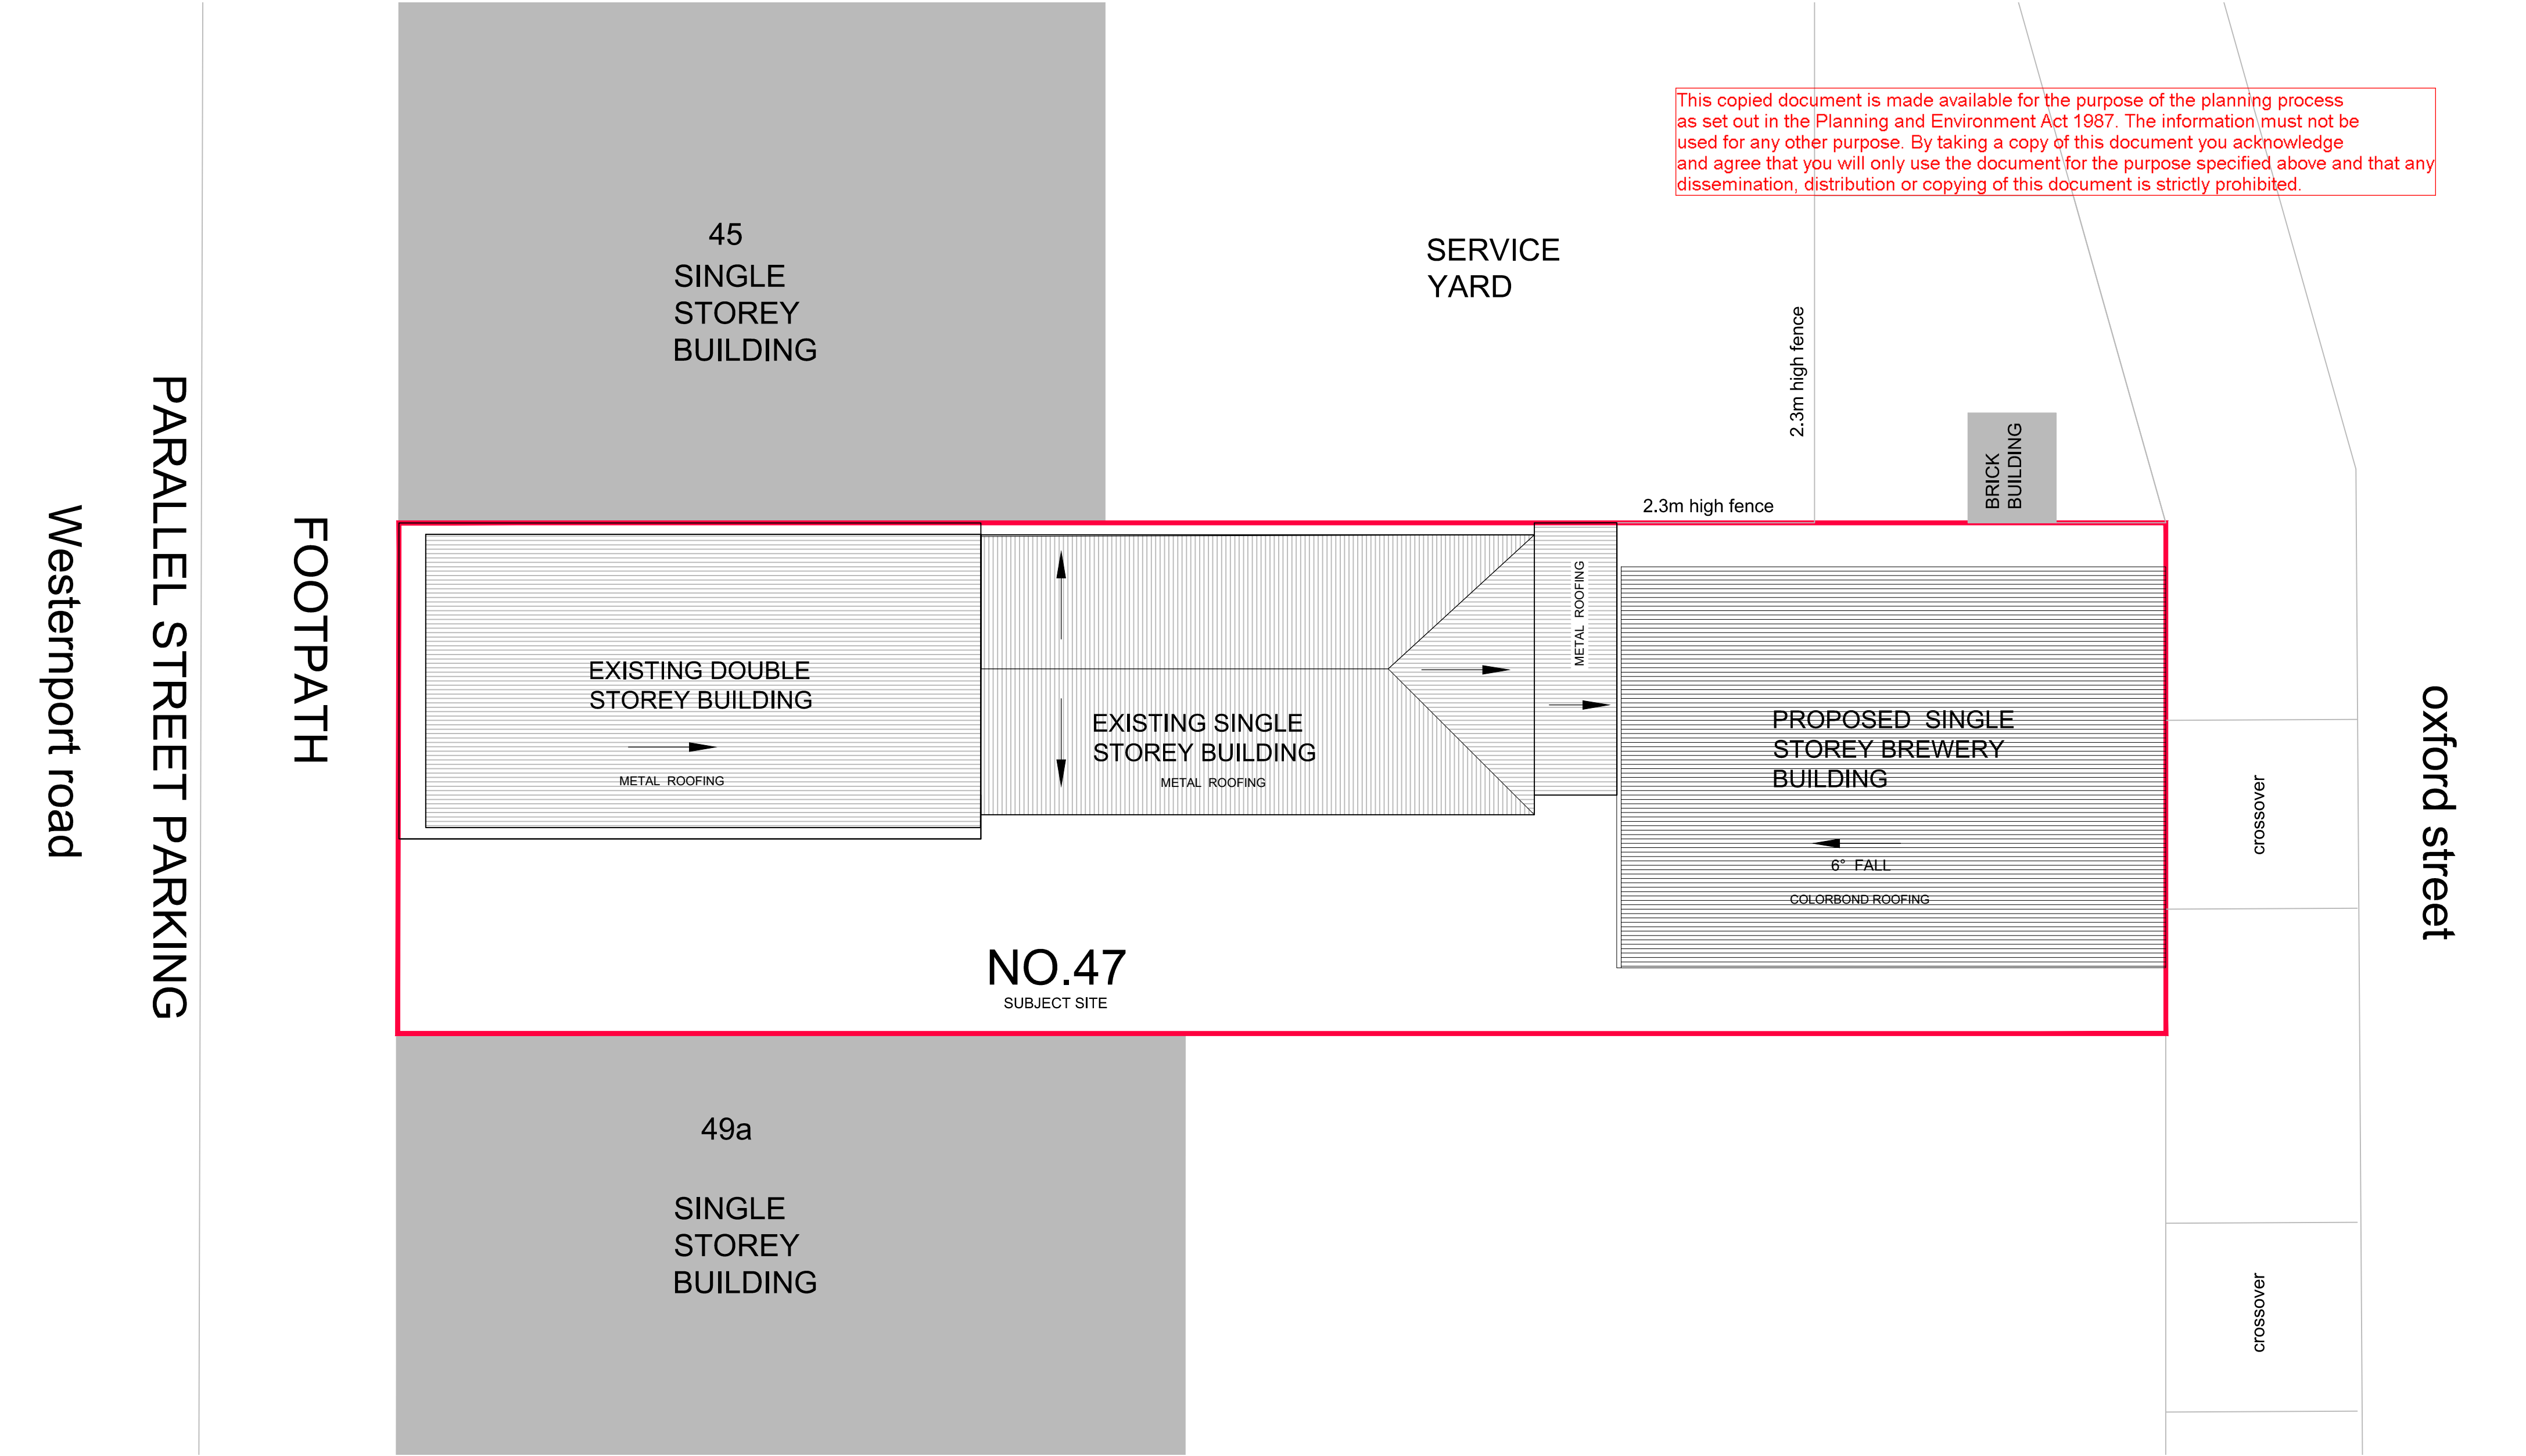 This copied document is made available for the purpose of the planning process
as set out in the Planning and Environment Act 1987. The information must not be
used for any other purpose. By taking a copy of this document you acknowledge
and agree that you will only use the document for the purpose specified above and that any
dissemination, distribution or copying of this document is strictly prohibited.
45
SINGLE
STOREY
BUILDING
SERVICE
YARD
2.3m high fence
2.3m high fence
BRICK
BUILDING
Westernport road
PARALLEL STREET PARKING
FOOTPATH
EXISTING DOUBLE
STOREY BUILDING
METAL ROOFING
EXISTING SINGLE
STOREY BUILDING
METAL ROOFING
METAL ROOFING
PROPOSED SINGLE
STOREY BREWERY
BUILDING
6° FALL
COLORBOND ROOFING
crossover
oxford street
NO.47
SUBJECT SITE
49a
SINGLE
STOREY
BUILDING
crossover